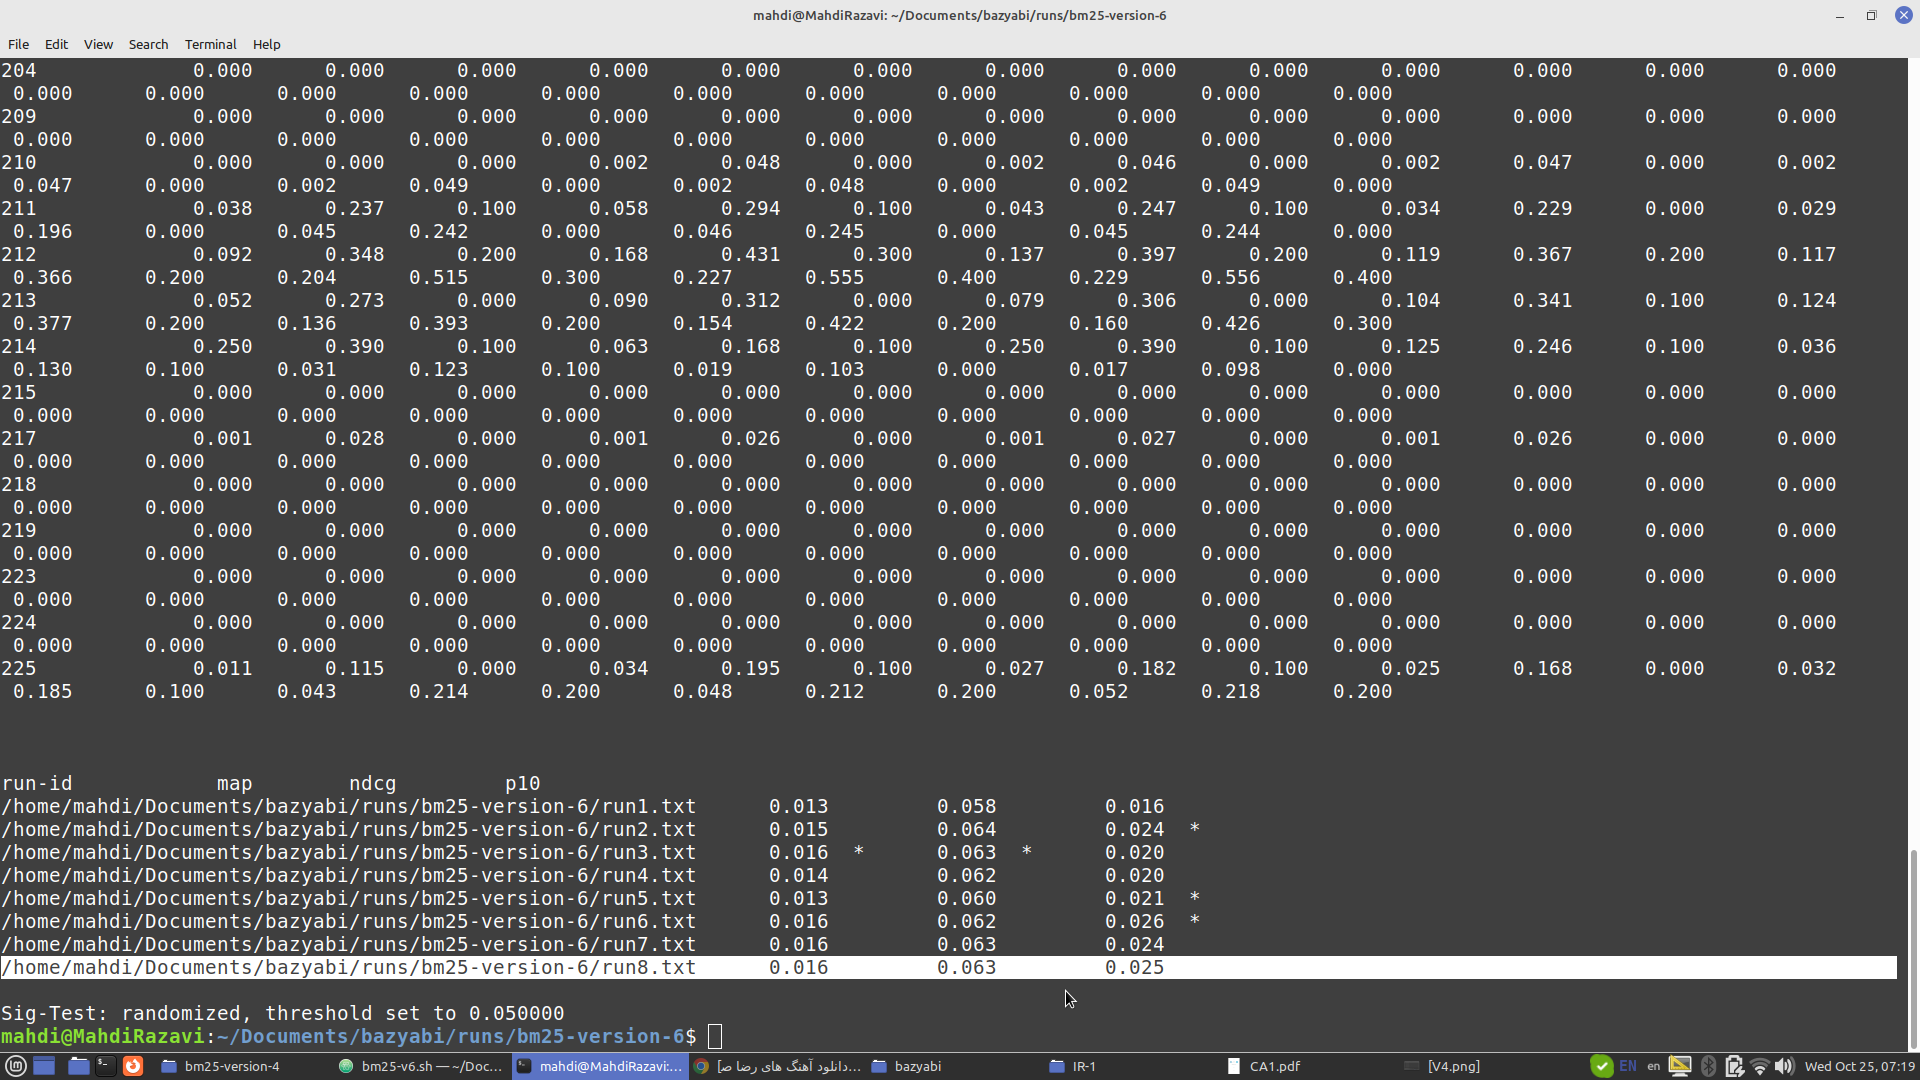 mahdi@MahdiRazavi: ~/Documents/bazyabi/runs/bm25-version-6
File Edit View Search Terminal Help
204 0.000 0.000 0.000 0.000 0.000 0.000 0.000 0.000 0.000 0.000 0.000 0.000 0.000
0.000 0.000 0.000 0.000 0.000 0.000 0.000 0.000 0.000 0.000 0.000
209 0.000 0.000 0.000 0.000 0.000 0.000 0.000 0.000 0.000 0.000 0.000 0.000 0.000
0.000 0.000 0.000 0.000 0.000 0.000 0.000 0.000 0.000 0.000 0.000
210 0.000 0.000 0.000 0.002 0.048 0.000 0.002 0.046 0.000 0.002 0.047 0.000 0.002
0.047 0.000 0.002 0.049 0.000 0.002 0.048 0.000 0.002 0.049 0.000
211 0.038 0.237 0.100 0.058 0.294 0.100 0.043 0.247 0.100 0.034 0.229 0.000 0.029
0.196 0.000 0.045 0.242 0.000 0.046 0.245 0.000 0.045 0.244 0.000
212 0.092 0.348 0.200 0.168 0.431 0.300 0.137 0.397 0.200 0.119 0.367 0.200 0.117
0.366 0.200 0.204 0.515 0.300 0.227 0.555 0.400 0.229 0.556 0.400
213 0.052 0.273 0.000 0.090 0.312 0.000 0.079 0.306 0.000 0.104 0.341 0.100 0.124
0.377 0.200 0.136 0.393 0.200 0.154 0.422 0.200 0.160 0.426 0.300
214 0.250 0.390 0.100 0.063 0.168 0.100 0.250 0.390 0.100 0.125 0.246 0.100 0.036
0.130 0.100 0.031 0.123 0.100 0.019 0.103 0.000 0.017 0.098 0.000
215 0.000 0.000 0.000 0.000 0.000 0.000 0.000 0.000 0.000 0.000 0.000 0.000 0.000
0.000 0.000 0.000 0.000 0.000 0.000 0.000 0.000 0.000 0.000 0.000
217 0.001 0.028 0.000 0.001 0.026 0.000 0.001 0.027 0.000 0.001 0.026 0.000 0.000
0.000 0.000 0.000 0.000 0.000 0.000 0.000 0.000 0.000 0.000 0.000
218 0.000 0.000 0.000 0.000 0.000 0.000 0.000 0.000 0.000 0.000 0.000 0.000 0.000
0.000 0.000 0.000 0.000 0.000 0.000 0.000 0.000 0.000 0.000 0.000
219 0.000 0.000 0.000 0.000 0.000 0.000 0.000 0.000 0.000 0.000 0.000 0.000 0.000
0.000 0.000 0.000 0.000 0.000 0.000 0.000 0.000 0.000 0.000 0.000
223 0.000 0.000 0.000 0.000 0.000 0.000 0.000 0.000 0.000 0.000 0.000 0.000 0.000
0.000 0.000 0.000 0.000 0.000 0.000 0.000 0.000 0.000 0.000 0.000
224 0.000 0.000 0.000 0.000 0.000 0.000 0.000 0.000 0.000 0.000 0.000 0.000 0.000
0.000 0.000 0.000 0.000 0.000 0.000 0.000 0.000 0.000 0.000 0.000
225 0.011 0.115 0.000 0.034 0.195 0.100 0.027 0.182 0.100 0.025 0.168 0.000 0.032
0.185 0.100 0.043 0.214 0.200 0.048 0.212 0.200 0.052 0.218 0.200
run-id map ndcg p10
/home/mahdi/Documents/bazyabi/runs/bm25-version-6/run1.txt 0.013 0.058 0.016
/home/mahdi/Documents/bazyabi/runs/bm25-version-6/run2.txt 0.015 0.064 0.024 *
/home/mahdi/Documents/bazyabi/runs/bm25-version-6/run3.txt 0.016 * 0.063 * 0.020
/home/mahdi/Documents/bazyabi/runs/bm25-version-6/run4.txt 0.014 0.062 0.020
/home/mahdi/Documents/bazyabi/runs/bm25-version-6/run5.txt 0.013 0.060 0.021 *
/home/mahdi/Documents/bazyabi/runs/bm25-version-6/run6.txt 0.016 0.062 0.026 *
/home/mahdi/Documents/bazyabi/runs/bm25-version-6/run7.txt 0.016 0.063 0.024
/home/mahdi/Documents/bazyabi/runs/bm25-version-6/run8.txt 0.016 0.063 0.025
Sig-Test: randomized, threshold set to 0.050000
mahdi@MahdiRazavi:~/Documents/bazyabi/runs/bm25-version-6$
bm25-version-4 bm25-v6.sh — ~/Doc... mahdi@MahdiRazavi:... [دانلود آهنگ های رضا ص... bazyabi IR-1 CA1.pdf [V4.png] EN en Wed Oct 25, 07:19